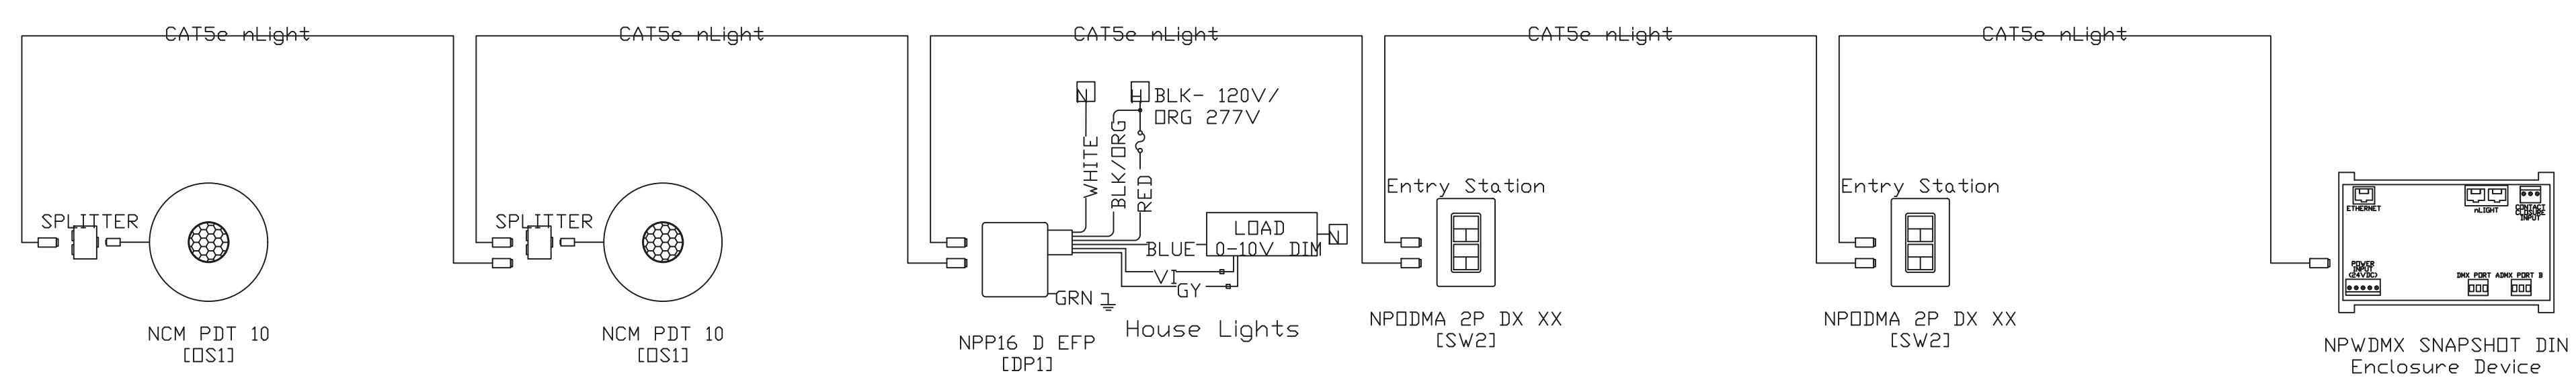 CAT5e nLight
CAT5e nLight
CAT5e nLight
CAT5e nLight
CAT5e nLight
N
H
BLK- 120V/
ORG 277V
WHITE
BLK/ORG
RED
SPLITTER
SPLITTER
LOAD
0-10V DIM
N
BLUE
VI
GY
GRN
House Lights
Entry Station
Entry Station
ETHERNET
nLIGHT
CONTACT
CLOSURE
INPUT
POWER
INPUT
(24VDC)
DMX PORT A
DMX PORT B
NCM PDT 10
[OS1]
NCM PDT 10
[OS1]
NPP16 D EFP
[DP1]
NPODMA 2P DX XX
[SW2]
NPODMA 2P DX XX
[SW2]
NPWDMX SNAPSHOT DIN
Enclosure Device